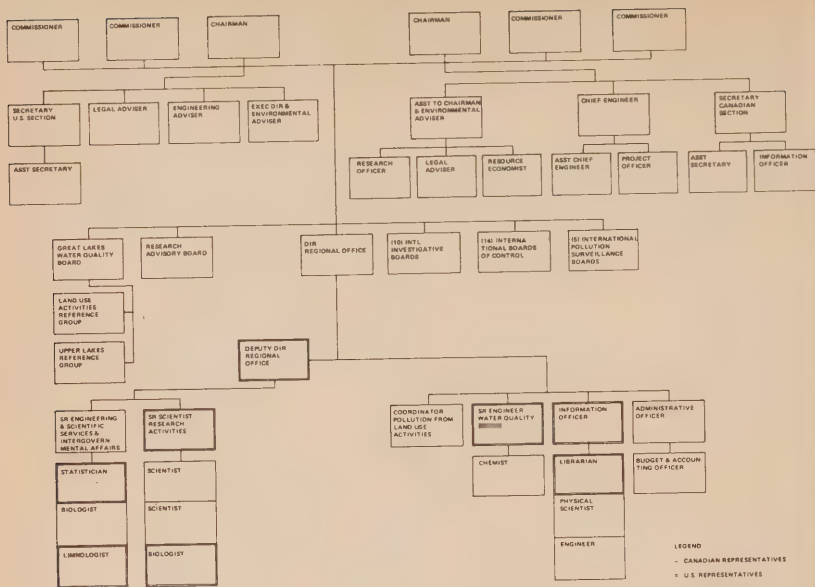 COMMISSIONER
COMMISSIONER
CHAIRMAN
CHAIRMAN
COMMISSIONER
COMMISSIONER
SECRETARY
U.S. SECTION
LEGAL ADVISER
ENGINEERING
ADVISER
EXEC DIR &
ENVIRONMENTAL
ADVISER
ASST TO CHAIRMAN
& ENVIRONMENTAL
ADVISER
CHIEF ENGINEER
SECRETARY
CANADIAN
SECTION
ASST SECRETARY
RESEARCH
OFFICER
LEGAL
ADVISER
RESOURCE
ECONOMIST
ASST CHIEF
ENGINEER
PROJECT
OFFICER
ASST
SECRETARY
INFORMATION
OFFICER
GREAT LAKES
WATER QUALITY
BOARD
RESEARCH
ADVISORY BOARD
DIR
REGIONAL OFFICE
(10) INTL
INVESTIGATIVE
BOARDS
(14) INTERNA
TIONAL BOARDS
OF CONTROL
(5) INTERNATIONAL
POLLUTION
SURVEILLANCE
BOARDS
LAND USE
ACTIVITIES
REFERENCE
GROUP
UPPER LAKES
REFERENCE
GROUP
DEPUTY DIR
REGIONAL
OFFICE
SR ENGINEERING
& SCIENTIFIC
SERVICES &
INTERGOVERN
MENTAL AFFAIRS
SR SCIENTIST
RESEARCH
ACTIVITIES
COORDINATOR
POLLUTION FROM
LAND USE
ACTIVITIES
SR ENGINEER
WATER QUALITY
INFORMATION
OFFICER
ADMINISTRATIVE
OFFICER
STATISTICIAN
SCIENTIST
CHEMIST
LIBRARIAN
BUDGET & ACCOUN
TING OFFICER
BIOLOGIST
SCIENTIST
PHYSICAL
SCIENTIST
LIMNOLOGIST
BIOLOGIST
ENGINEER
LEGEND
– CANADIAN REPRESENTATIVES
= U.S. REPRESENTATIVES